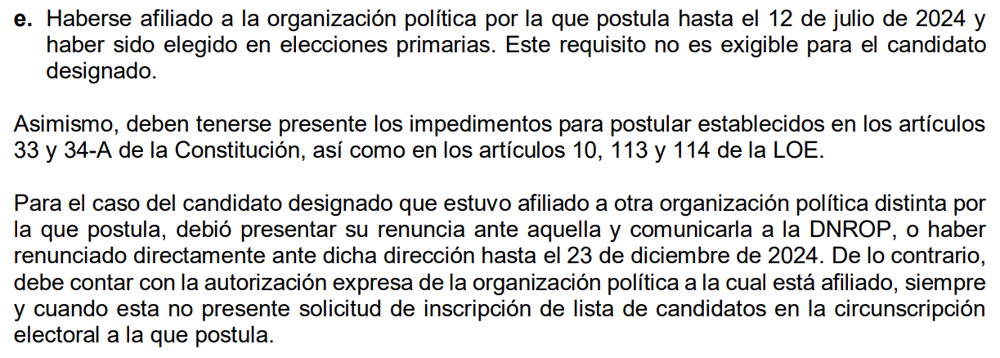 e. Haberse afiliado a la organización política por la que postula hasta el 12 de julio de 2024 y
haber sido elegido en elecciones primarias. Este requisito no es exigible para el candidato
designado.
Asimismo, deben tenerse presente los impedimentos para postular establecidos en los artículos
33 y 34-A de la Constitución, así como en los artículos 10, 113 y 114 de la LOE.
Para el caso del candidato designado que estuvo afiliado a otra organización política distinta por
la que postula, debió presentar su renuncia ante aquella y comunicarla a la DNROP, o haber
renunciado directamente ante dicha dirección hasta el 23 de diciembre de 2024. De lo contrario,
debe contar con la autorización expresa de la organización política a la cual está afiliado, siempre
y cuando esta no presente solicitud de inscripción de lista de candidatos en la circunscripción
electoral a la que postula.